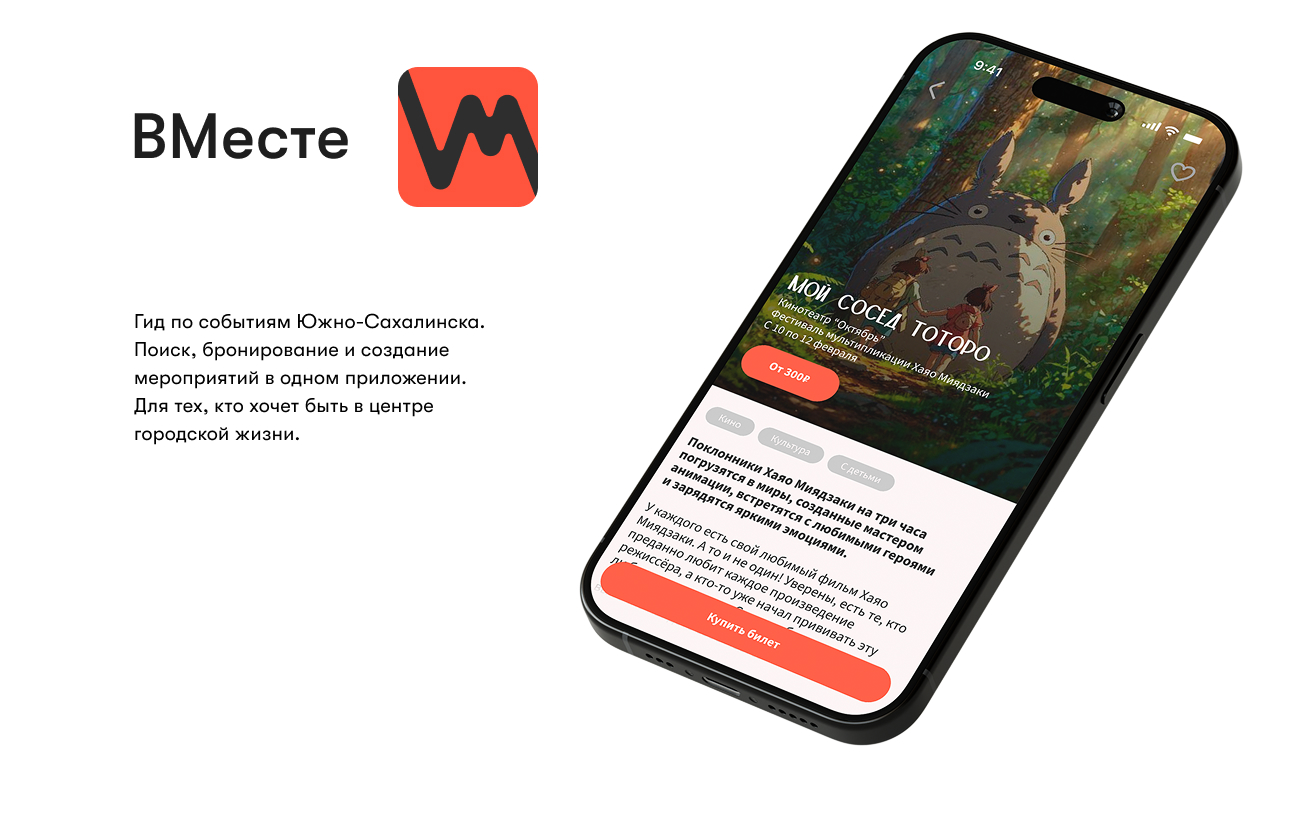 ВМесте
Гид по событиям Южно-Сахалинска.
Поиск, бронирование и создание
мероприятий в одном приложении.
Для тех, кто хочет быть в центре
городской жизни.
9:41
МОЙ СОСЕД ТОТОРО
Кинотеатр “Октябрь”
Фестиваль мультипликации Хаяо Миядзаки
С 10 по 12 февраля
От 300₽
Кино
Культура
С детьми
Поклонники Хаяо Миядзаки на три часа
погрузятся в миры, созданные мастером
анимации, встретятся с любимыми героями
и зарядятся яркими эмоциями.
У каждого есть свой любимый фильм Хаяо
Миядзаки. А то и не один! Уверены, есть те, кто
преданно любит каждое произведение
режиссёра, а кто-то уже начал прививать эту
Купить билет